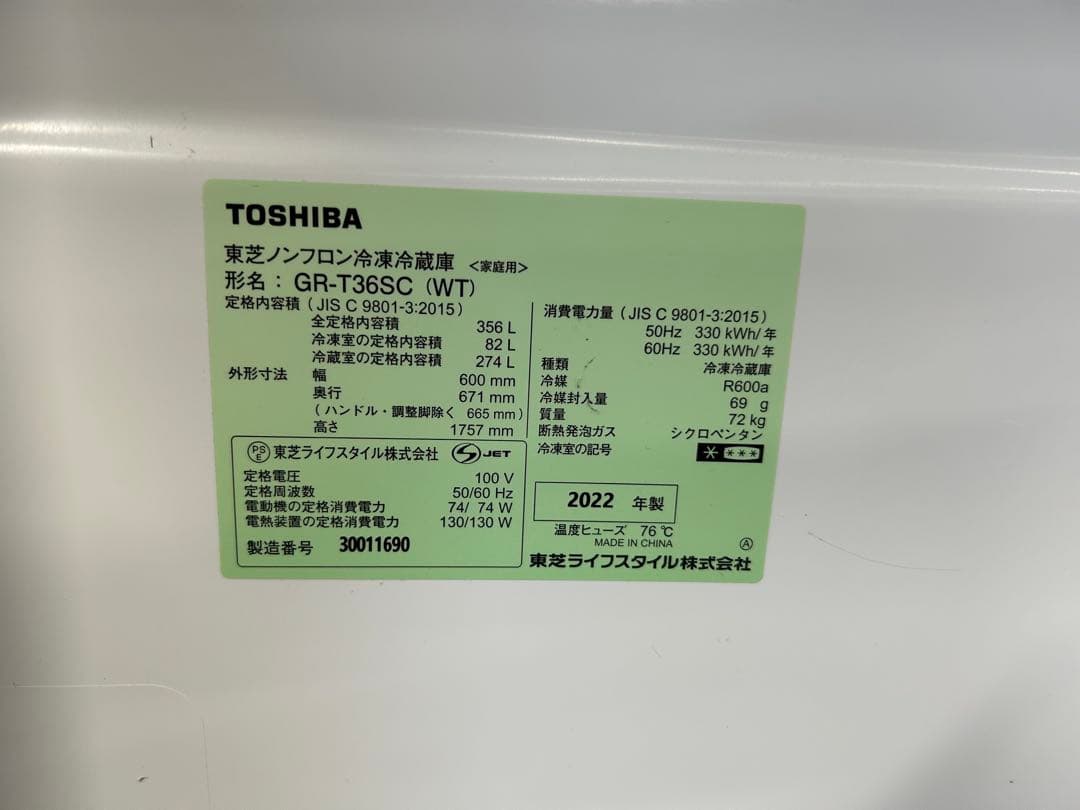 TOSHIBA
東芝ノンフロン冷凍冷蔵庫 <家庭用>
形名: GR-T36SC (WT)
定格内容積 (JIS C 9801-3:2015)
全定格内容積 356 L
冷凍室の定格内容積 82 L
冷蔵室の定格内容積 274 L
外形寸法 幅 600 mm
奥行 671 mm
(ハンドル・調整脚除く 665 mm)
高さ 1757 mm
消費電力量 (JIS C 9801-3:2015)
50Hz 330 kWh/年
60Hz 330 kWh/年
種類 冷凍冷蔵庫
冷媒 R600a
冷媒封入量 69 g
質量 72 kg
断熱発泡ガス シクロペンタン
冷凍室の記号 * ***
PSE 東芝ライフスタイル株式会社 S JET
定格電圧 100 V
定格周波数 50/60 Hz
電動機の定格消費電力 74/ 74 W
電熱装置の定格消費電力 130/130 W
製造番号 30011690
2022 年製
温度ヒューズ 76℃
MADE IN CHINA Ⓐ
東芝ライフスタイル株式会社